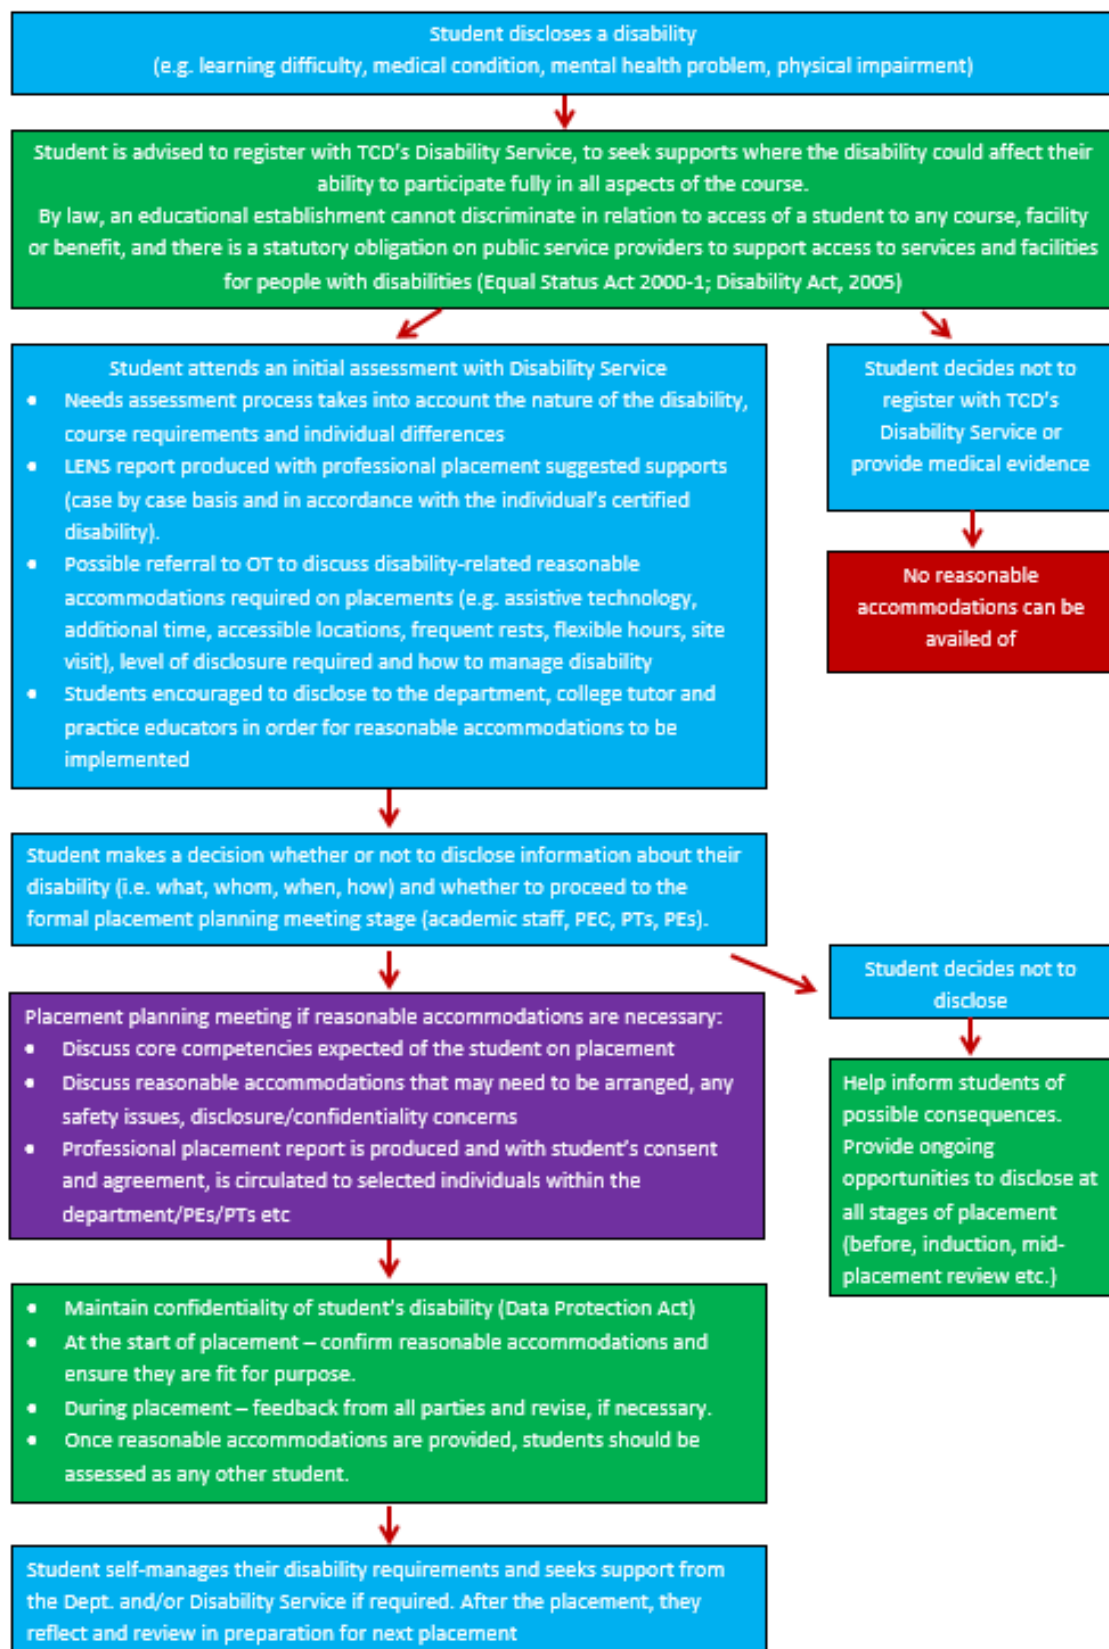 Student discloses a disability
(e.g. learning difficulty, medical condition, mental health problem, physical impairment)
Student is advised to register with TCD's Disability Service, to seek supports where the disability could affect their
ability to participate fully in all aspects of the course.
By law, an educational establishment cannot discriminate in relation to access of a student to any course, facility
or benefit, and there is a statutory obligation on public service providers to support access to services and facilities
for people with disabilities (Equal Status Act 2000-1; Disability Act, 2005)
Student attends an initial assessment with Disability Service
• Needs assessment process takes into account the nature of the disability,
course requirements and individual differences
• LENS report produced with professional placement suggested supports
(case by case basis and in accordance with the individual's certified
disability).
• Possible referral to OT to discuss disability-related reasonable
accommodations required on placements (e.g. assistive technology,
additional time, accessible locations, frequent rests, flexible hours, site
visit), level of disclosure required and how to manage disability
• Students encouraged to disclose to the department, college tutor and
practice educators in order for reasonable accommodations to be
implemented
Student decides not to
register with TCD's
Disability Service or
provide medical evidence
No reasonable
accommodations can be
availed of
Student makes a decision whether or not to disclose information about their
disability (i.e. what, whom, when, how) and whether to proceed to the
formal placement planning meeting stage (academic staff, PEC, PTs, PEs).
Student decides not to
disclose
Help inform students of
possible consequences.
Provide ongoing
opportunities to disclose at
all stages of placement
(before, induction, mid-
placement review etc.)
Placement planning meeting if reasonable accommodations are necessary:
• Discuss core competencies expected of the student on placement
• Discuss reasonable accommodations that may need to be arranged, any
safety issues, disclosure/confidentiality concerns
• Professional placement report is produced and with student's consent
and agreement, is circulated to selected individuals within the
department/PEs/PTs etc
• Maintain confidentiality of student's disability (Data Protection Act)
• At the start of placement – confirm reasonable accommodations and
ensure they are fit for purpose.
• During placement – feedback from all parties and revise, if necessary.
• Once reasonable accommodations are provided, students should be
assessed as any other student.
Student self-manages their disability requirements and seeks support from
the Dept. and/or Disability Service if required. After the placement, they
reflect and review in preparation for next placement